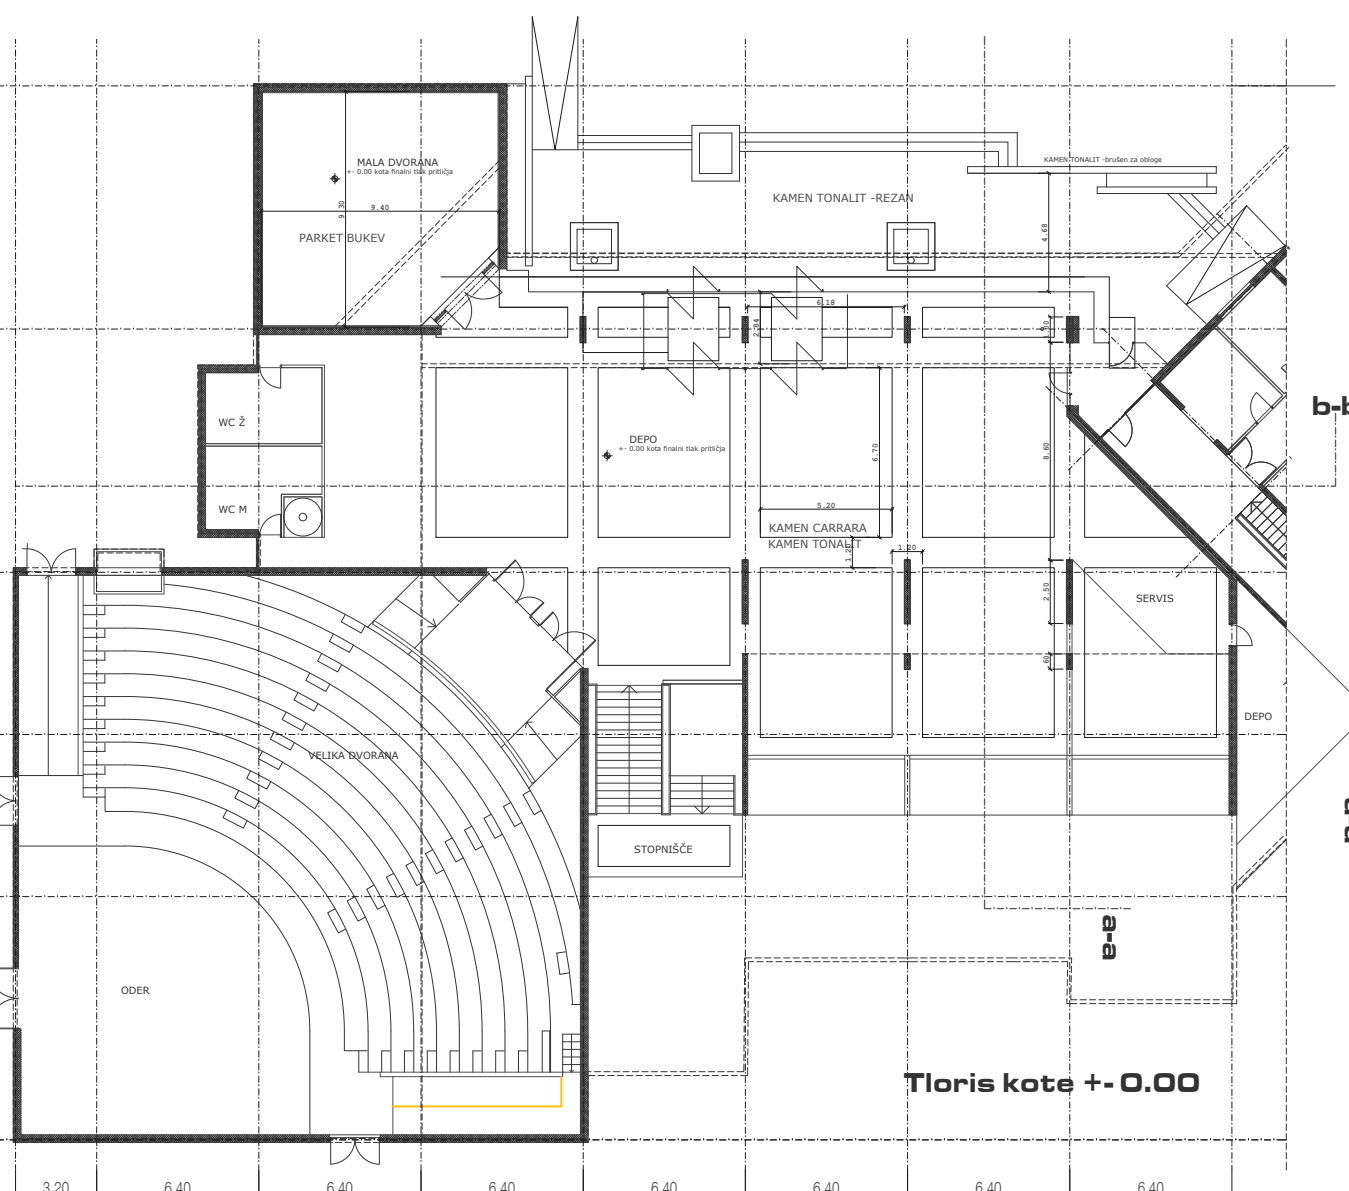 KAMEN TONALIT -brušen za obloge
MALA DVORANA
+- 0.00 kota finalni tlak pritličja
KAMEN TONALIT -REZAN
9.30
9.40
4.68
PARKET BUKEV
6.18
2.84
1.00
b-b
WC Ž
DEPO
+- 0.00 kota finalni tlak pritličja
6.70
8.60
WC M
5.20
KAMEN CARRARA
KAMEN TONALIT
1.20
1.20
2.50
SERVIS
60
DEPO
VELIKA DVORANA
STOPNIŠČE
a-a
ODER
Tloris kote +- 0.00
3.20
6.40
6.40
6.40
6.40
6.40
6.40
6.40